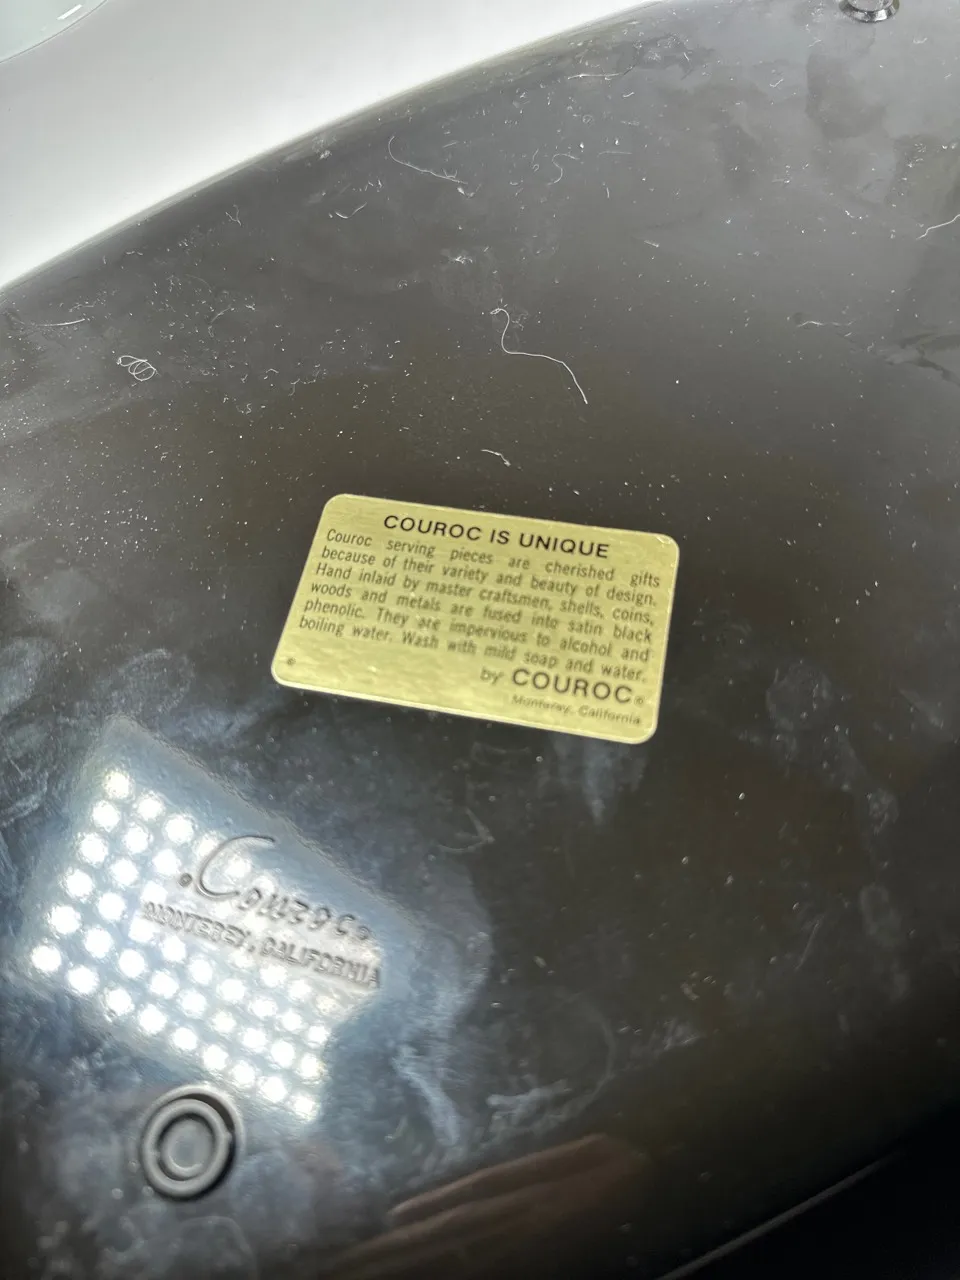 COUROC IS UNIQUE
Couroc serving pieces are cherished gifts
because of their variety and beauty of design.
Hand inlaid by master craftsmen, shells, coins,
woods and metals are fused into satin black
phenolic. They are impervious to alcohol and
boiling water. Wash with mild soap and water.
by COUROC®
Monterey, California
®
Couroc®
MONTEREY, CALIFORNIA